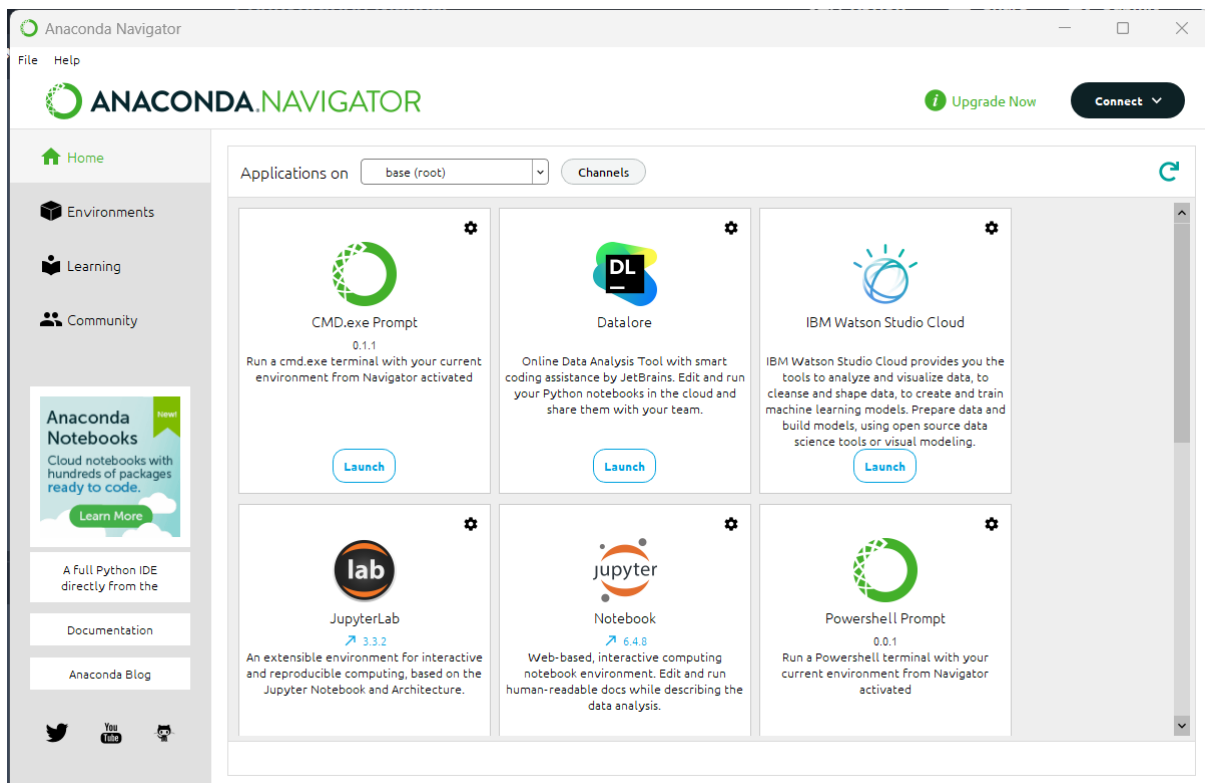 Anaconda Navigator
File Help
ANACONDA.NAVIGATOR
i Upgrade Now
Connect
Home
Environments
Learning
Community
Anaconda
Notebooks
New!
Cloud notebooks with
hundreds of packages
ready to code.
Learn More
A full Python IDE
directly from the
Documentation
Anaconda Blog
You
Tube
Applications on base (root) Channels
CMD.exe Prompt
0.1.1
Run a cmd.exe terminal with your current
environment from Navigator activated
Launch
DL
Datalore
Online Data Analysis Tool with smart
coding assistance by JetBrains. Edit and run
your Python notebooks in the cloud and
share them with your team.
Launch
IBM Watson Studio Cloud
IBM Watson Studio Cloud provides you the
tools to analyze and visualize data, to
cleanse and shape data, to create and train
machine learning models. Prepare data and
build models, using open source data
science tools or visual modeling.
Launch
lab
JupyterLab
3.3.2
An extensible environment for interactive
and reproducible computing, based on the
Jupyter Notebook and Architecture.
jupyter
Notebook
6.4.8
Web-based, interactive computing
notebook environment. Edit and run
human-readable docs while describing the
data analysis.
Powershell Prompt
0.0.1
Run a Powershell terminal with your
current environment from Navigator
activated